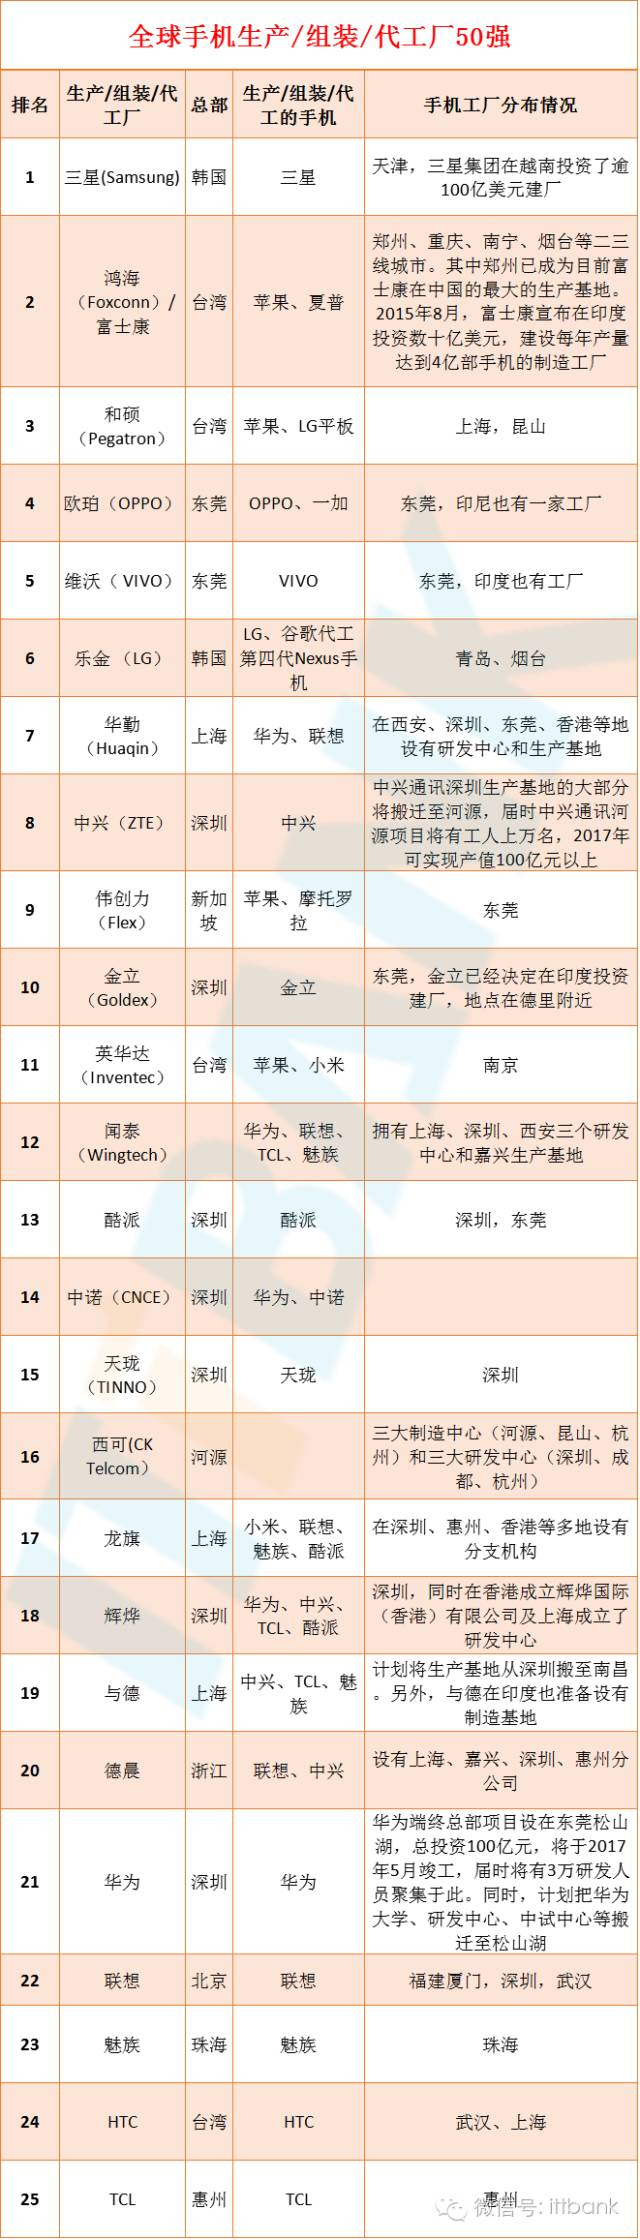 全球手机生产/组装/代工厂50强
排名
生产/组装/代
工厂
总部
生产/组装/代
工的手机
手机工厂分布情况
1
三星(Samsung)
韩国
三星
天津，三星集团在越南投资了逾
100亿美元建厂
2
鸿海
（Foxconn）/
富士康
台湾
苹果、夏普
郑州、重庆、南宁、烟台等二三
线城市。其中郑州已成为目前富
士康在中国的最大的生产基地。
2015年8月，富士康宣布在印度
投资数十亿美元，建设每年产量
达到4亿部手机的制造工厂
3
和硕
（Pegatron）
台湾
苹果、LG平板
上海，昆山
4
欧珀（OPPO）
东莞
OPPO、一加
东莞，印尼也有一家工厂
5
维沃（ VIVO）
东莞
VIVO
东莞，印度也有工厂
6
乐金 （LG）
韩国
LG、谷歌代工
第四代Nexus手
机
青岛、烟台
7
华勤
（Huaqin）
上海
华为、联想
在西安、深圳、东莞、香港等地
设有研发中心和生产基地
8
中兴（ZTE）
深圳
中兴
中兴通讯深圳生产基地的大部分
将搬迁至河源，届时中兴通讯河
源项目将有工人上万名，2017年
可实现产值100亿元以上
9
伟创力
（Flex）
新加
坡
苹果、摩托罗
拉
东莞
10
金立
（Goldex）
深圳
金立
东莞，金立已经决定在印度投资
建厂，地点在德里附近
11
英华达
（Inventec）
台湾
苹果、小米
南京
12
闻泰
（Wingtech）
华为、联想、
TCL、魅族
拥有上海、深圳、西安三个研发
中心和嘉兴生产基地
13
酷派
深圳
酷派
深圳，东莞
14
中诺（CNCE）
深圳
华为、中诺
15
天珑
（TINNO）
深圳
天珑
深圳
16
西可(CK
Telcom）
河源
三大制造中心（河源、昆山、杭
州）和三大研发中心（深圳、成
都、杭州）
17
龙旗
上海
小米、联想、
魅族、酷派
在深圳、惠州、香港等多地设有
分支机构
18
辉烨
深圳
华为、中兴、
TCL、酷派
深圳，同时在香港成立辉烨国际
（香港）有限公司及上海成立了
研发中心
19
与德
上海
中兴、TCL、魅
族
计划将生产基地从深圳搬至南昌
。另外，与德在印度也准备设有
制造基地
20
德晨
浙江
联想、中兴
设有上海、嘉兴、深圳、惠州分
公司
21
华为
深圳
华为
华为端终总部项目设在东莞松山
湖，总投资100亿元，将于2017
年5月竣工，届时将有3万研发人
员聚集于此。同时，计划把华为
大学、研发中心、中试中心等搬
迁至松山湖
22
联想
北京
联想
福建厦门，深圳，武汉
23
魅族
珠海
魅族
珠海
24
HTC
台湾
HTC
武汉、上海
25
TCL
惠州
TCL
惠州
微信号: ittbank
ITTBANK